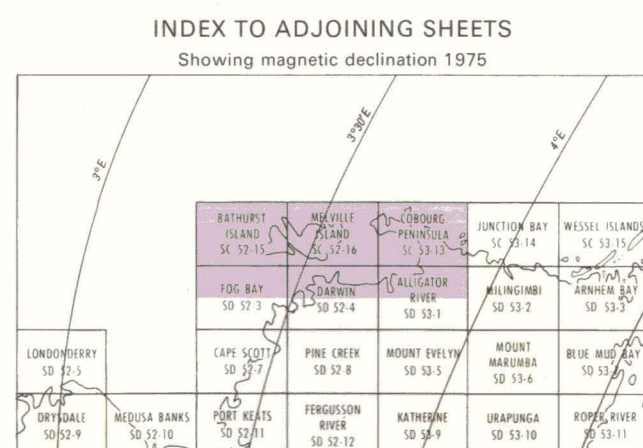 INDEX TO ADJOINING SHEETS
Showing magnetic declination 1975
3°E
3°30'E
4°E
BATHURST
ISLAND
SC 52-15
MELVILLE
ISLAND
SC 52-16
COBOURG
PENINSULA
SC 53-13
JUNCTION BAY
SC 53-14
WESSEL ISLANDS
SC 53-15
FOG BAY
SD 52-3
DARWIN
SD 52-4
ALLIGATOR
RIVER
SD 53-1
MILINGIMBI
SD 53-2
ARNHEM BAY
SD 53-3
LONDONDERRY
SD 52-5
CAPE SCOTT
SD 52-7
PINE CREEK
SD 52-8
MOUNT EVELYN
SD 53-5
MOUNT
MARUMBA
SD 53-6
BLUE MUD BAY
SD 53-
DRYSDALE
SD 52-9
MEDUSA BANKS
SD 52-10
PORT KEATS
SD 52-11
FERGUSSON
RIVER
SD 52-12
KATHERINE
SD 53-9
URAPUNGA
SD 53-10
ROPER RIVER
SD 53-11